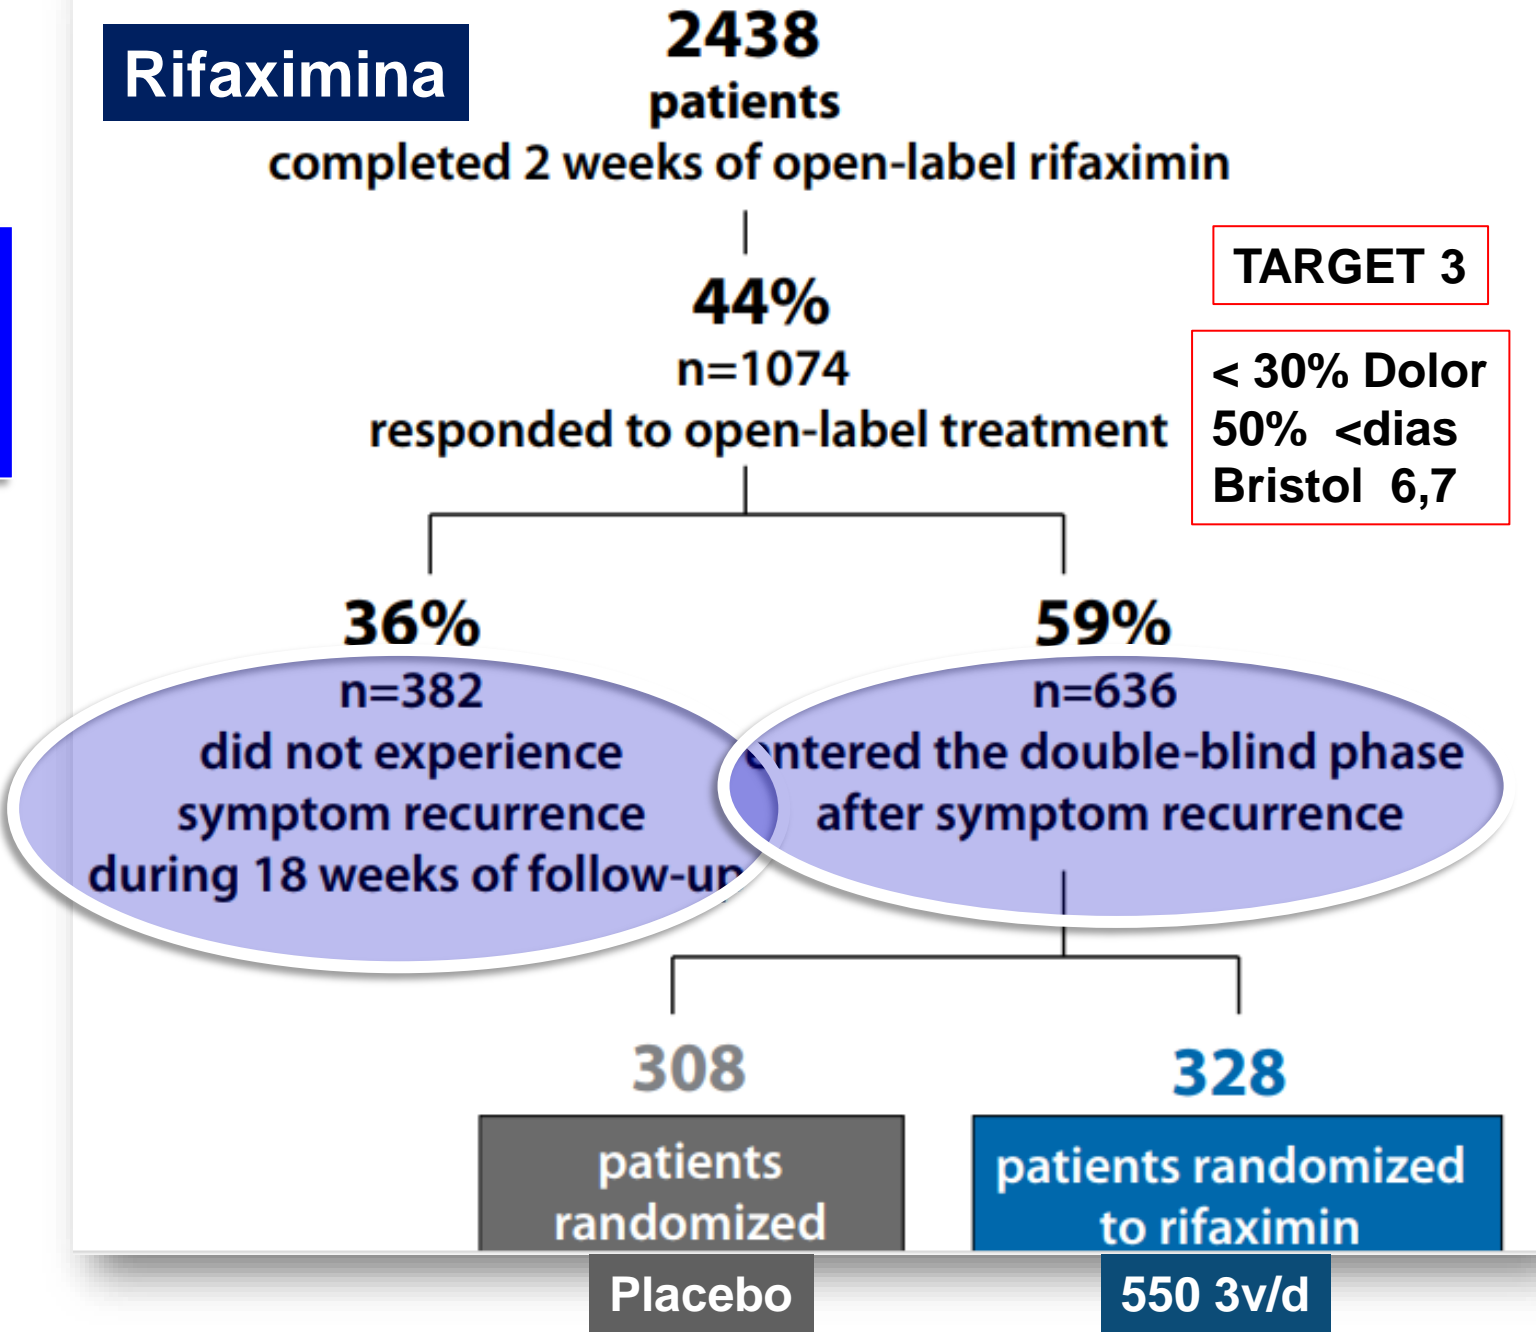 Rifaximina
2438
patients
completed 2 weeks of open-label rifaximin
44%
n=1074
responded to open-label treatment
TARGET 3
< 30% Dolor
50%  <dias
Bristol  6,7
36%
n=382
did not experience
symptom recurrence
during 18 weeks of follow-up
59%
n=636
entered the double-blind phase
after symptom recurrence
308
patients
randomized
Placebo
328
patients randomized
to rifaximin
550 3v/d